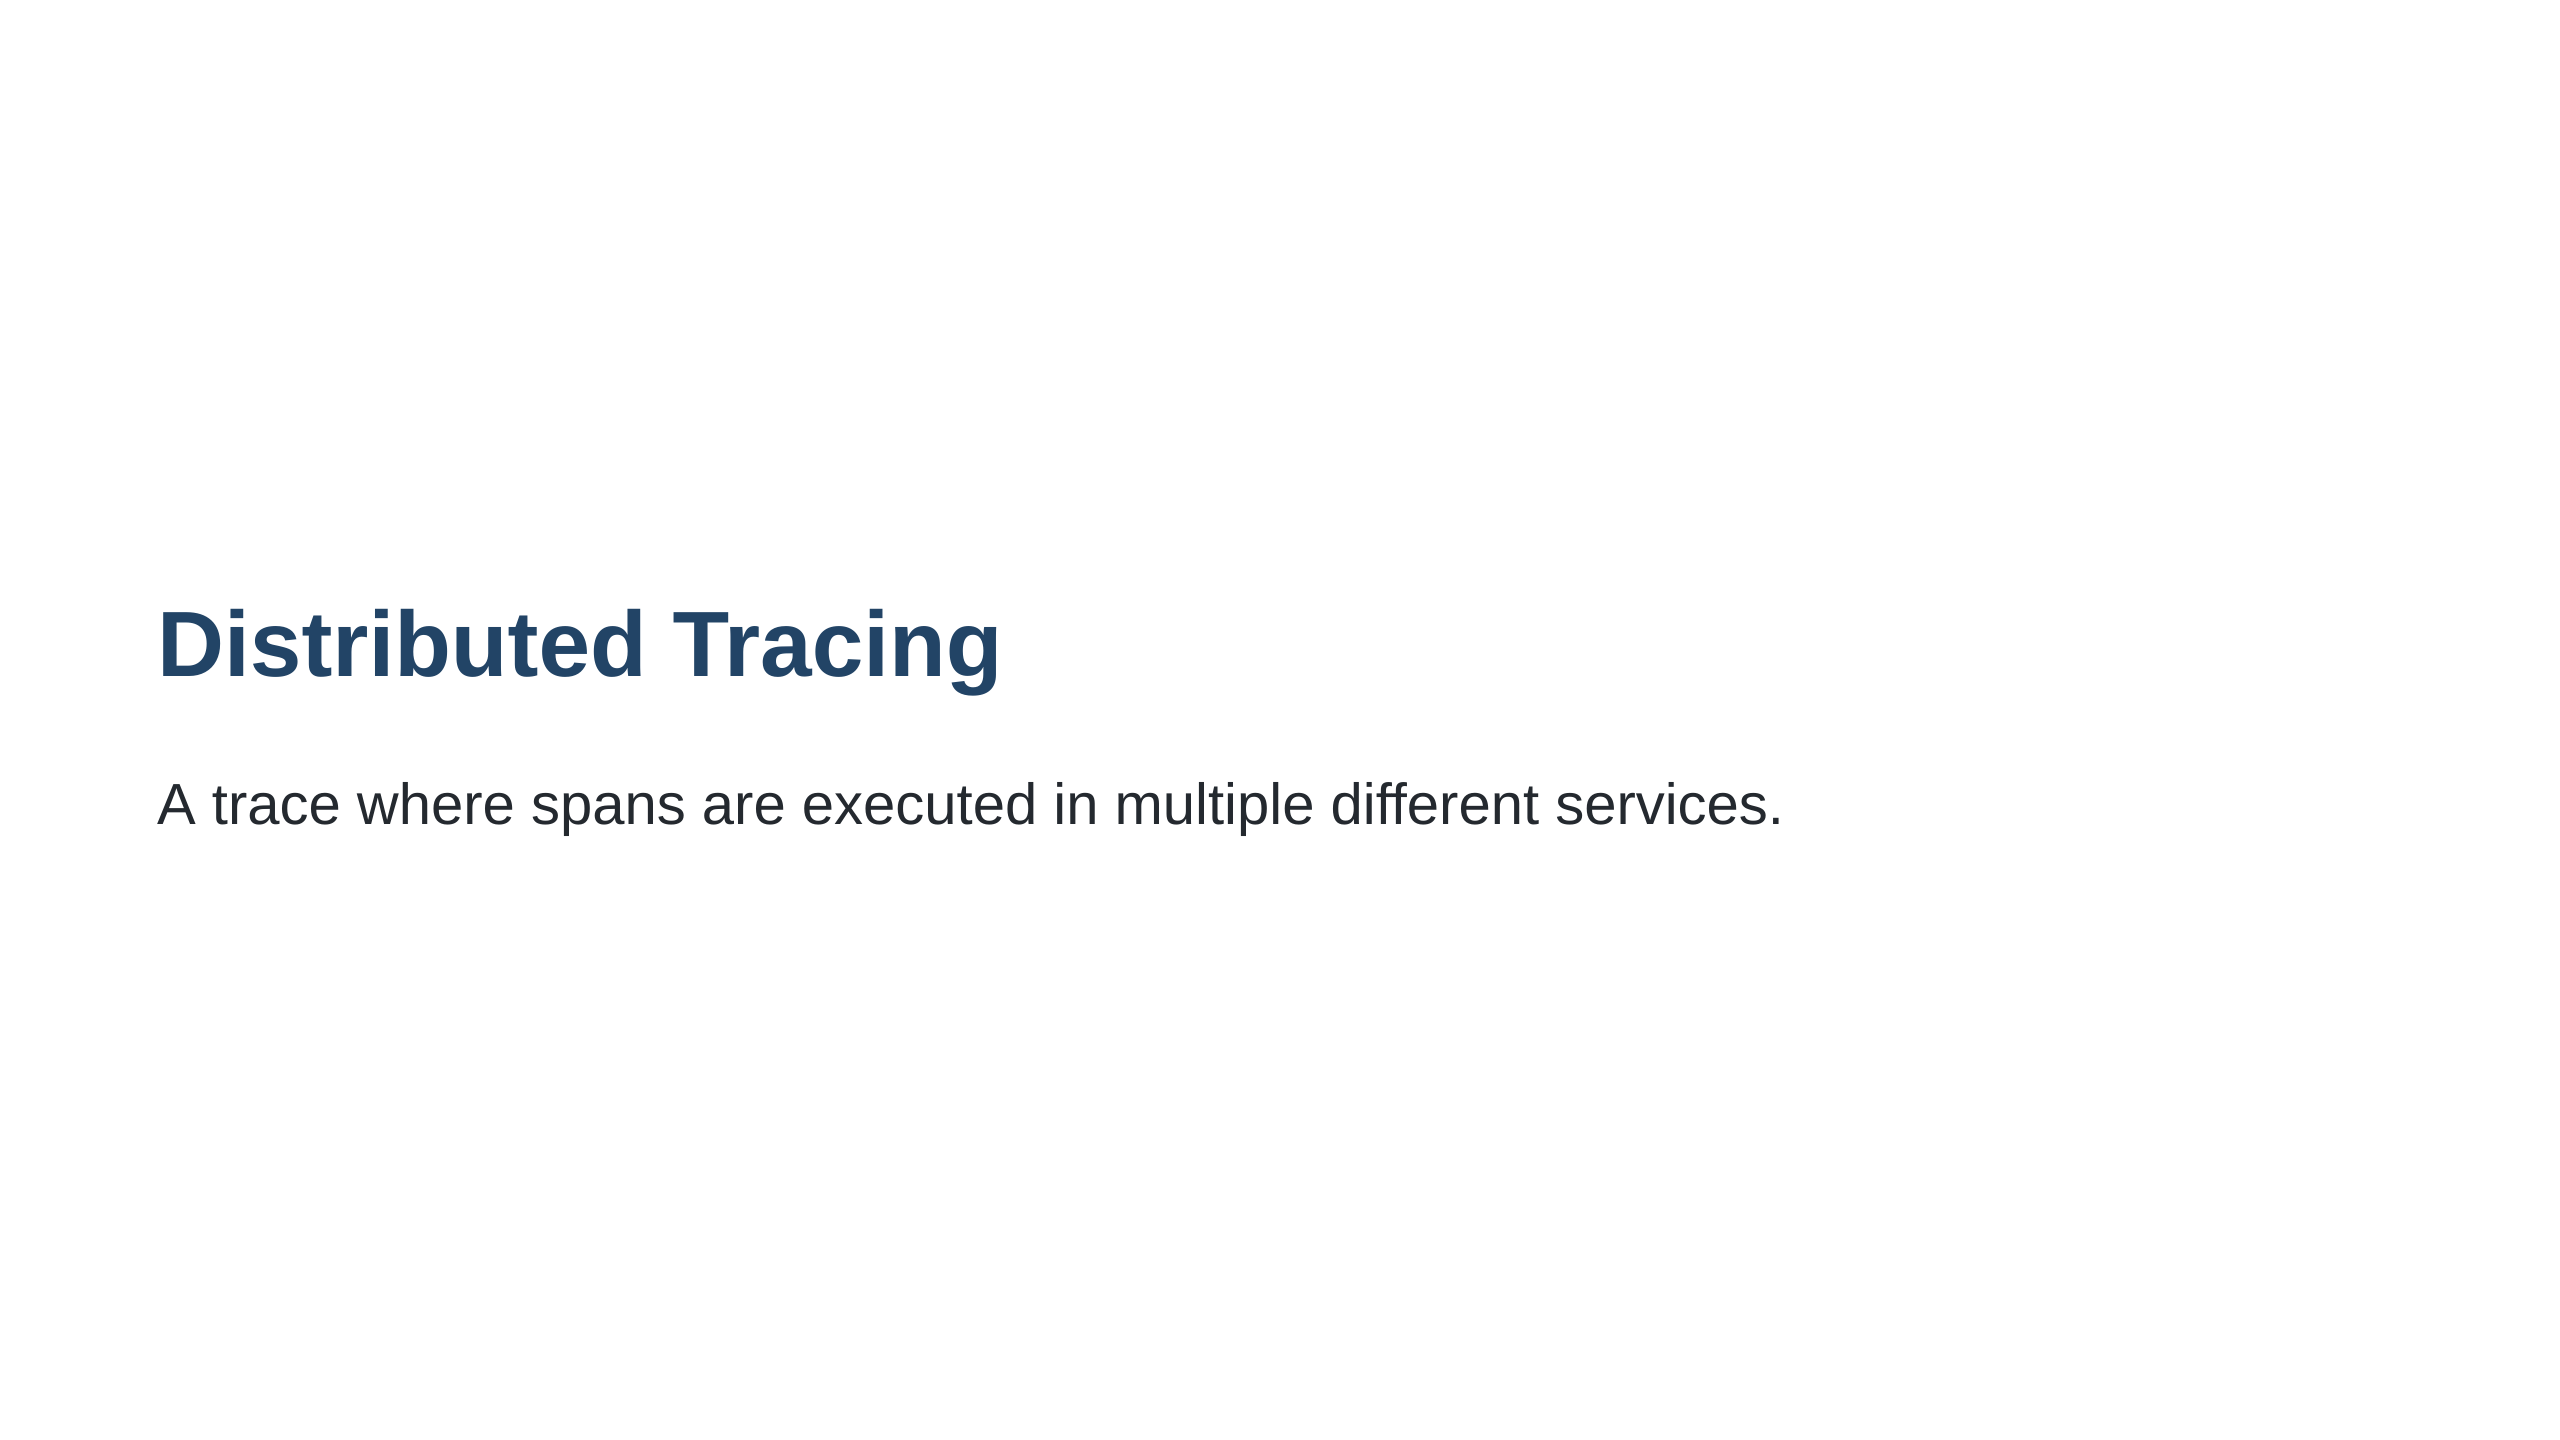 Distributed Tracing
A trace where spans are executed in multiple different services.